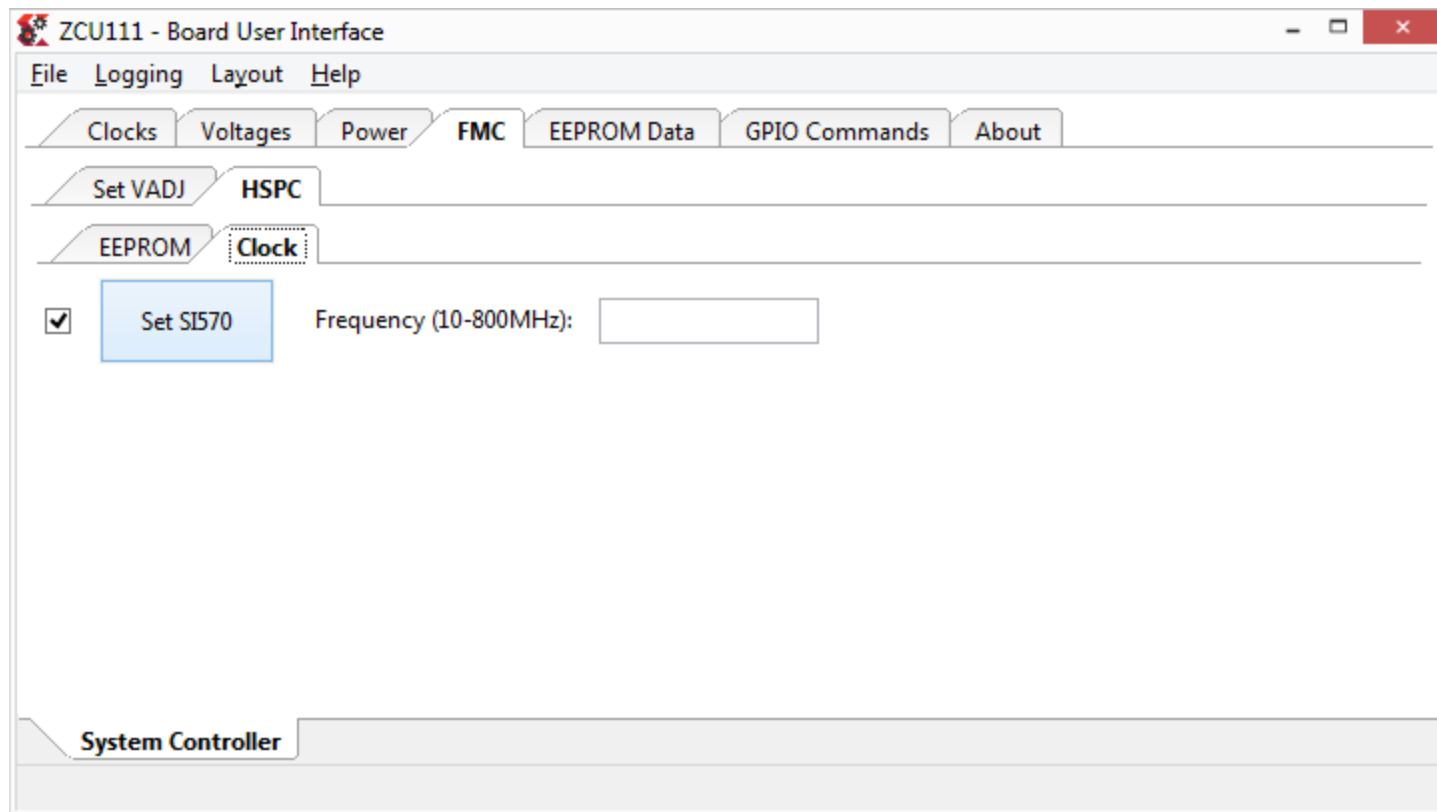 ZCU111 - Board User Interface
File Logging Layout Help
Clocks Voltages Power FMC EEPROM Data GPIO Commands About
Set VADJ HSPC
EEPROM Clock
Set SI570 Frequency (10-800MHz):
System Controller